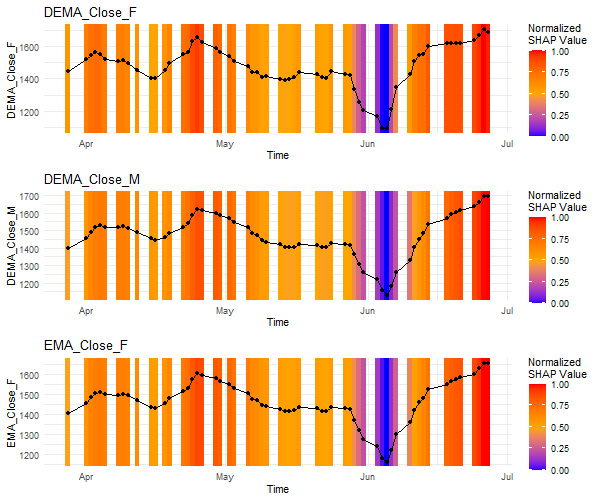 DEMA_Close_F
DEMA_Close_F
1600
1400
1200
Apr May Jun Jul
Time
Normalized
SHAP Value
1.00
0.75
0.50
0.25
0.00
DEMA_Close_M
DEMA_Close_M
1700
1600
1500
1400
1300
1200
Apr May Jun Jul
Time
Normalized
SHAP Value
1.00
0.75
0.50
0.25
0.00
EMA_Close_F
EMA_Close_F
1600
1500
1400
1300
1200
Apr May Jun Jul
Time
Normalized
SHAP Value
1.00
0.75
0.50
0.25
0.00